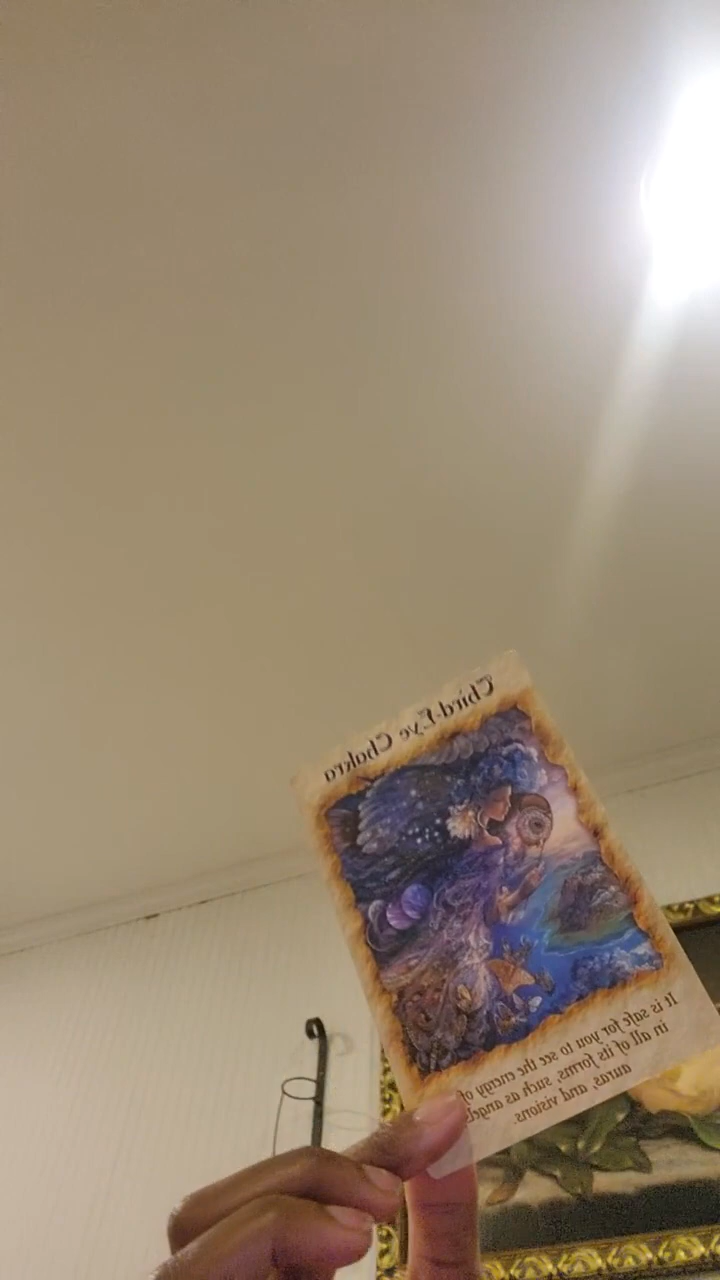 Third-Eye Chakra
It is safe for you to see the energy of
in all of its forms, such as angels,
auras, and visions.